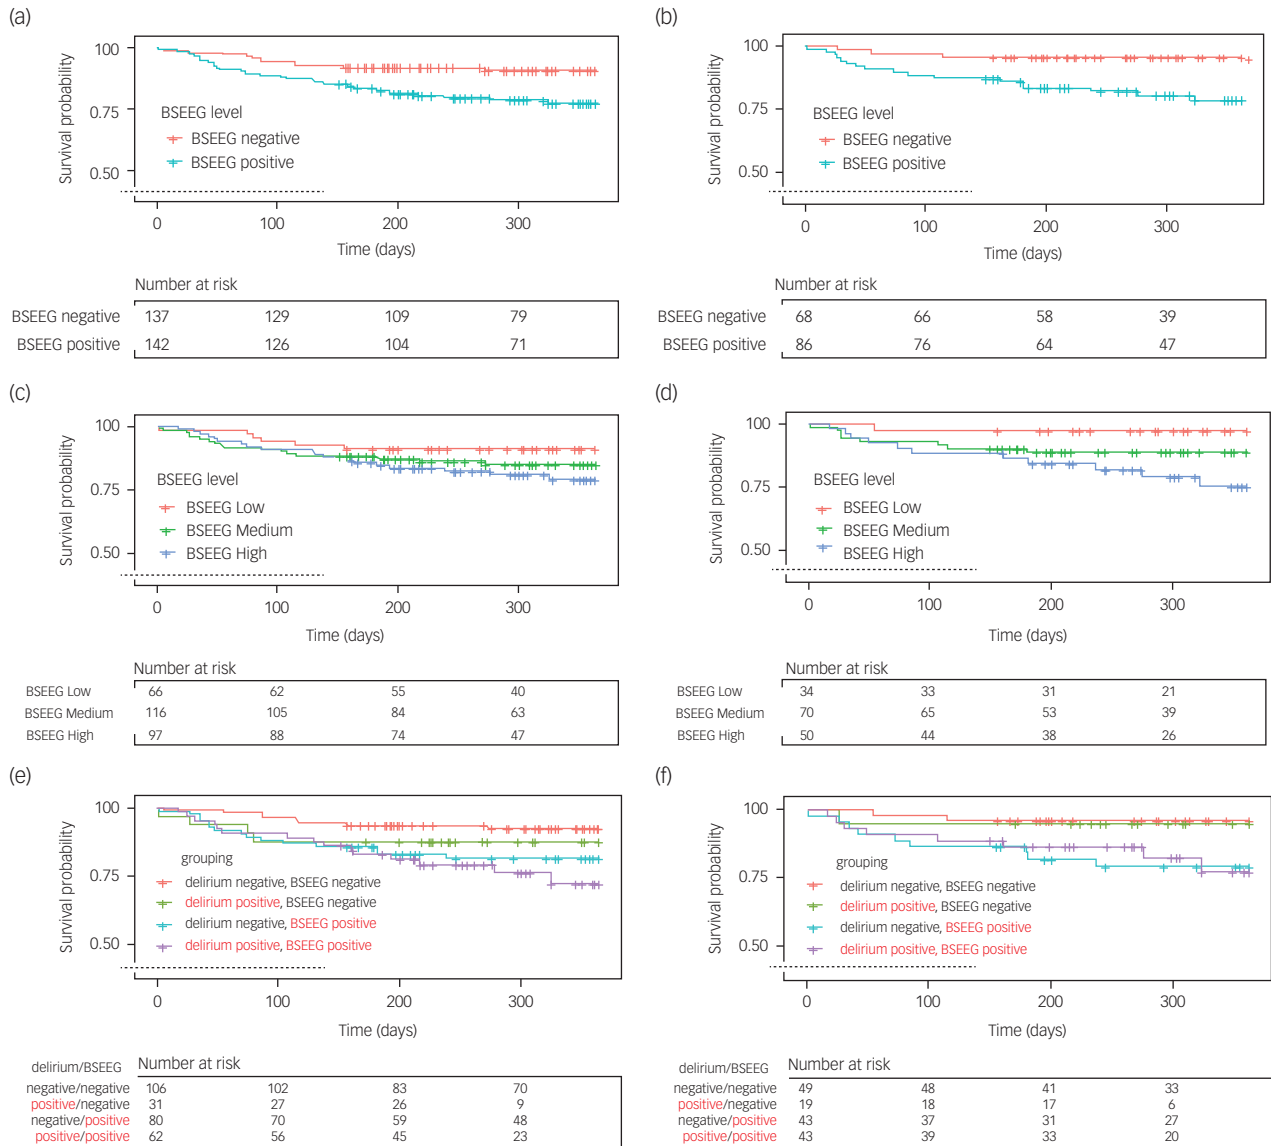 (a)
100
0.75
0.50
Survival probability
BSEEG level
BSEEG negative
BSEEG positive
0 100 200 300
Time (days)
Number at risk
BSEEG negative 137 129 109 79
BSEEG positive 142 126 104 71
(b)
100
0.75
0.50
Survival probability
BSEEG level
BSEEG negative
BSEEG positive
0 100 200 300
Time (days)
Number at risk
BSEEG negative 68 66 58 39
BSEEG positive 86 76 64 47
(c)
100
0.75
0.50
Survival probability
BSEEG level
BSEEG Low
BSEEG Medium
BSEEG High
0 100 200 300
Time (days)
Number at risk
BSEEG Low 66 62 55 40
BSEEG Medium 116 105 84 63
BSEEG High 97 88 74 47
(d)
100
0.75
0.50
Survival probability
BSEEG level
BSEEG Low
BSEEG Medium
BSEEG High
0 100 200 300
Time (days)
Number at risk
BSEEG Low 34 33 31 21
BSEEG Medium 70 65 53 39
BSEEG High 50 44 38 26
(e)
100
0.75
0.50
Survival probability
grouping
delirium negative, BSEEG negative
delirium positive, BSEEG negative
delirium negative, BSEEG positive
delirium positive, BSEEG positive
0 100 200 300
Time (days)
delirium/BSEEG Number at risk
negative/negative 106 102 83 70
positive/negative 31 27 26 9
negative/positive 80 70 59 48
positive/positive 62 56 45 23
(f)
100
0.75
0.50
Survival probability
grouping
delirium negative, BSEEG negative
delirium positive, BSEEG negative
delirium negative, BSEEG positive
delirium positive, BSEEG positive
0 100 200 300
Time (days)
delirium/BSEEG Number at risk
negative/negative 49 48 41 33
positive/negative 19 18 17 6
negative/positive 43 37 31 27
positive/positive 43 39 33 20